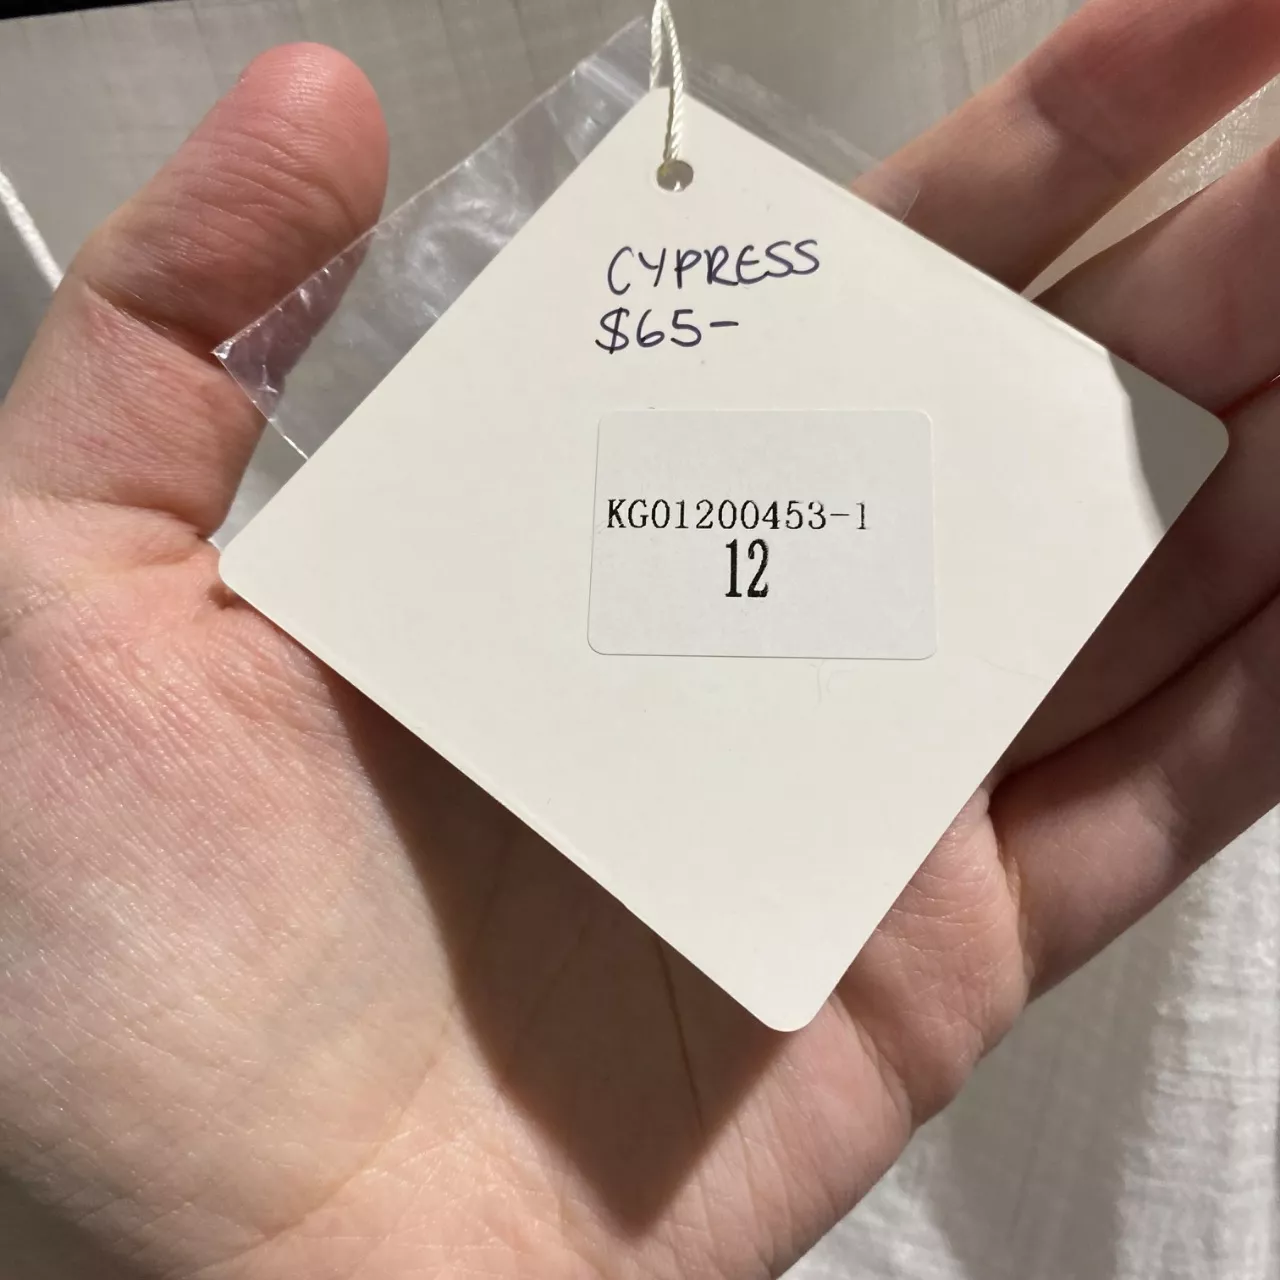 CYPRESS
$65-
KG01200453-1
12